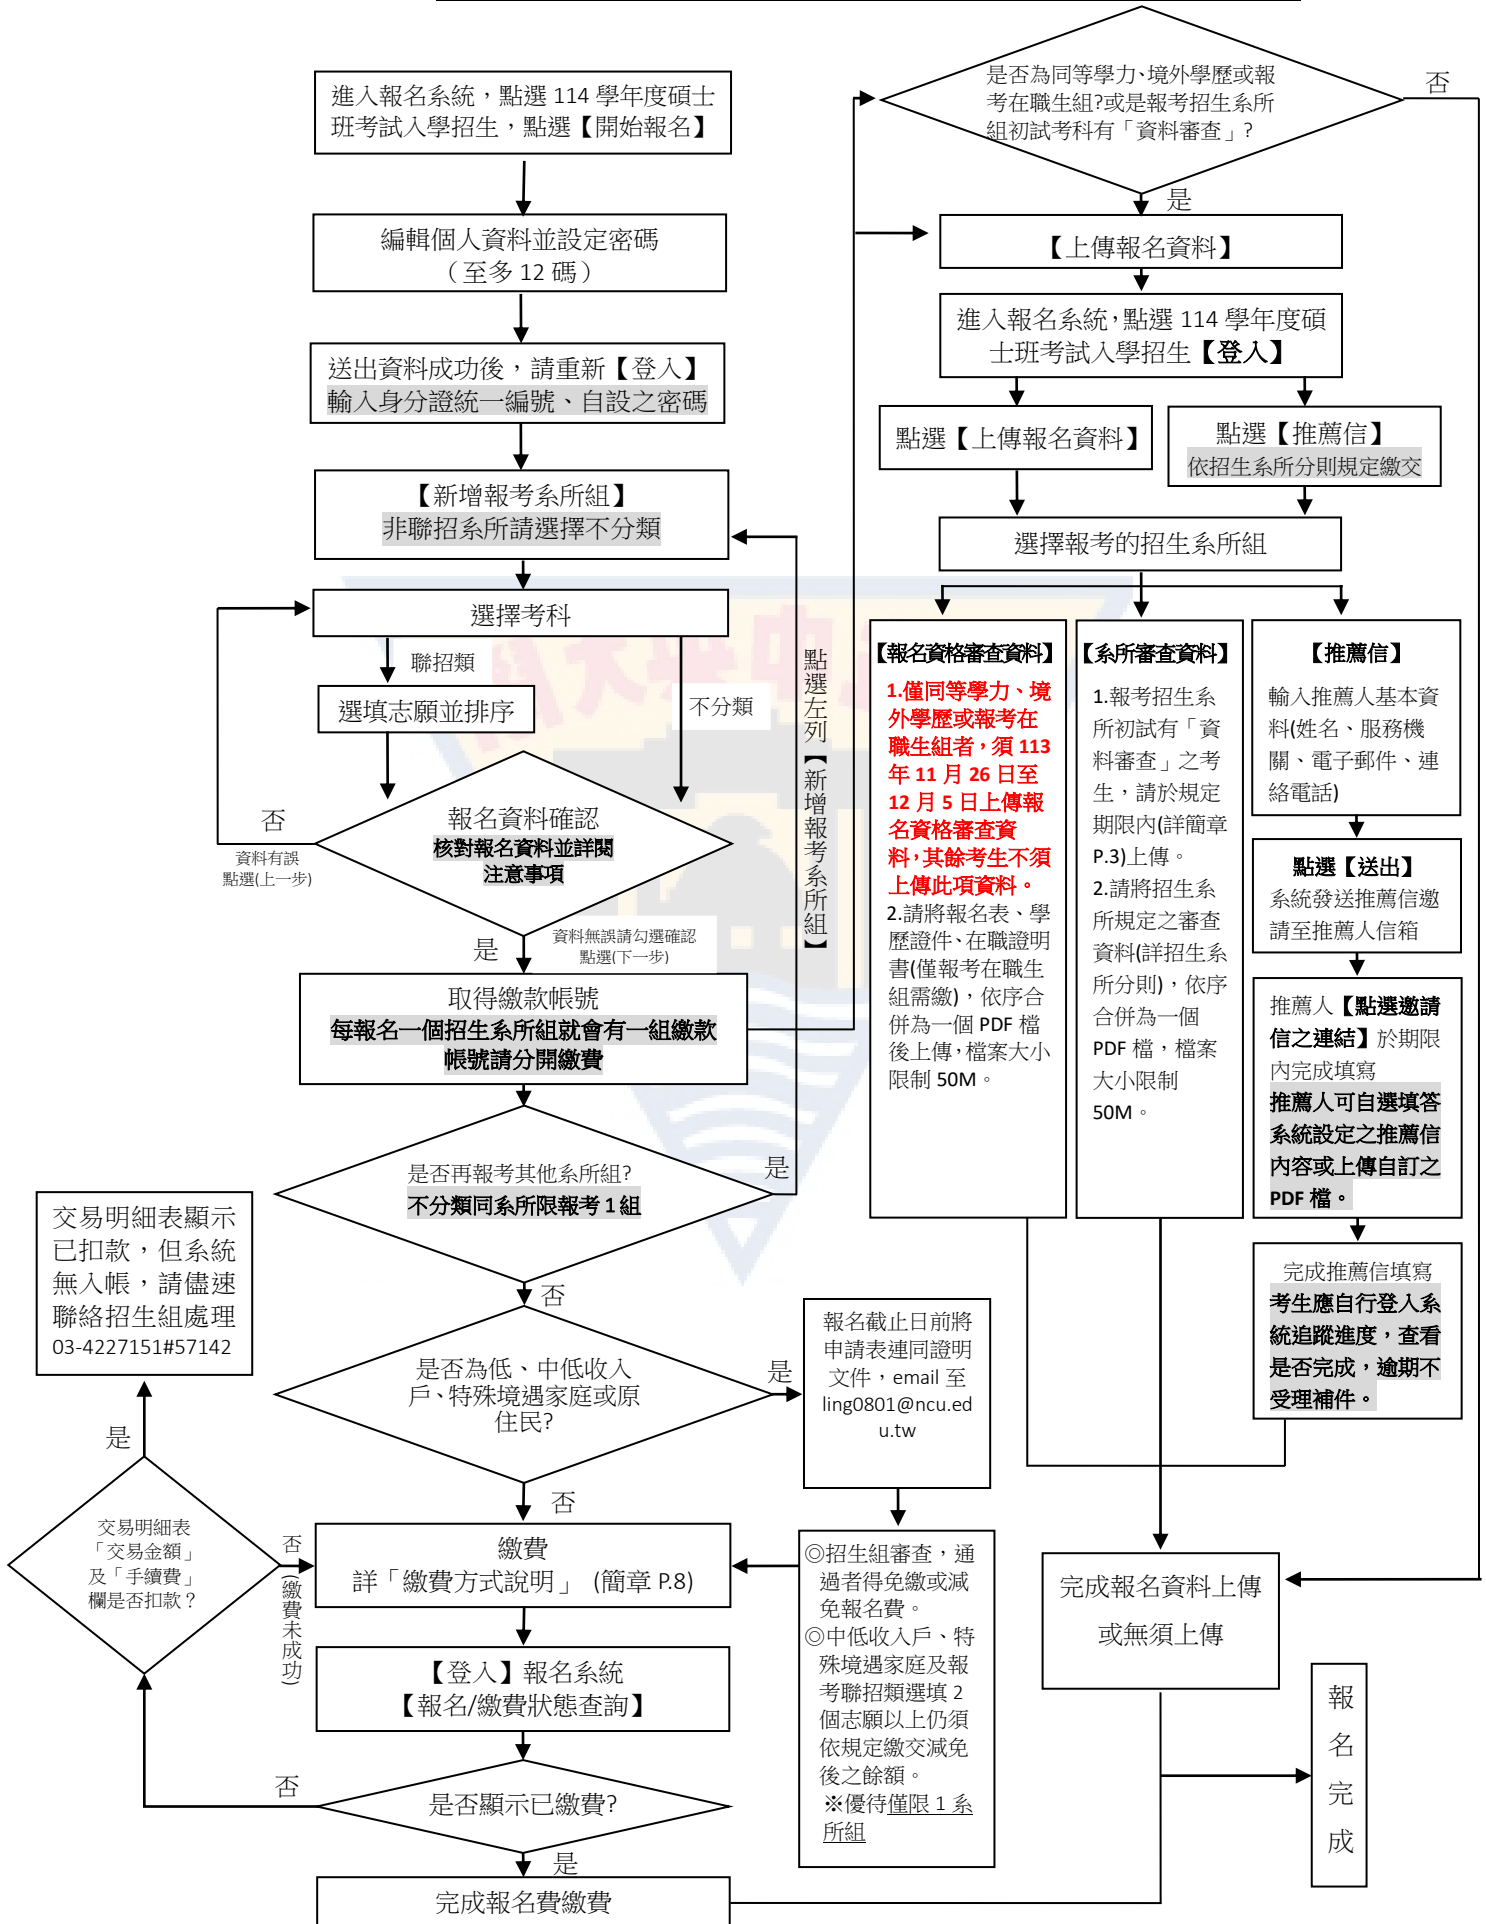 進入報名系統，點選 114 學年度碩士
班考試入學招生，點選【開始報名】
編輯個人資料並設定密碼
（至多 12 碼）
送出資料成功後，請重新【登入】
輸入身分證統一編號、自設之密碼
【新增報考系所組】
非聯招系所請選擇不分類
選擇考科
聯招類
不分類
選填志願並排序
報名資料確認
核對報名資料並詳閱
注意事項
否
資料有誤
點選(上一步)
是
資料無誤請勾選確認
點選(下一步)
點選左列【新增報考系所組】
取得繳款帳號
每報名一個招生系所組就會有一組繳款
帳號請分開繳費
是否再報考其他系所組?
不分類同系所限報考 1 組
是
否
是否為低、中低收入
戶、特殊境遇家庭或原
住民?
是
否
報名截止日前將
申請表連同證明
文件，email 至
ling0801@ncu.ed
u.tw
◎招生組審查，通
過者得免繳或減
免報名費。
◎中低收入戶、特
殊境遇家庭及報
考聯招類選填 2
個志願以上仍須
依規定繳交減免
後之餘額。
※優待僅限 1 系
所組
繳費
詳「繳費方式說明」 (簡章 P.8)
【登入】報名系統
【報名/繳費狀態查詢】
是否顯示已繳費?
否
是
完成報名費繳費
交易明細表
「交易金額」
及「手續費」
欄是否扣款？
否
(繳費未成功)
是
交易明細表顯示
已扣款，但系統
無入帳，請儘速
聯絡招生組處理
03-4227151#57142
是否為同等學力、境外學歷或報
考在職生組?或是報考招生系所
組初試考科有「資料審查」?
否
是
【上傳報名資料】
進入報名系統，點選 114 學年度碩
士班考試入學招生【登入】
點選【上傳報名資料】
點選【推薦信】
依招生系所分則規定繳交
選擇報考的招生系所組
【報名資格審查資料】
1.僅同等學力、境
外學歷或報考在
職生組者，須 113
年 11 月 26 日至
12 月 5 日上傳報
名資格審查資
料，其餘考生不須
上傳此項資料。
2.請將報名表、學
歷證件、在職證明
書(僅報考在職生
組需繳)，依序合
併為一個 PDF 檔
後上傳，檔案大小
限制 50M。
【系所審查資料】
1.報考招生系
所初試有「資
料審查」之考
生，請於規定
期限內(詳簡章
P.3)上傳。
2.請將招生系
所規定之審查
資料(詳招生系
所分則)，依序
合併為一個
PDF 檔，檔案
大小限制
50M。
【推薦信】
輸入推薦人基本資
料(姓名、服務機
關、電子郵件、連
絡電話)
點選【送出】
系統發送推薦信邀
請至推薦人信箱
推薦人【點選邀請
信之連結】於期限
內完成填寫
推薦人可自選填答
系統設定之推薦信
內容或上傳自訂之
PDF 檔。
完成推薦信填寫
考生應自行登入系
統追蹤進度，查看
是否完成，逾期不
受理補件。
完成報名資料上傳
或無須上傳
報
名
完
成